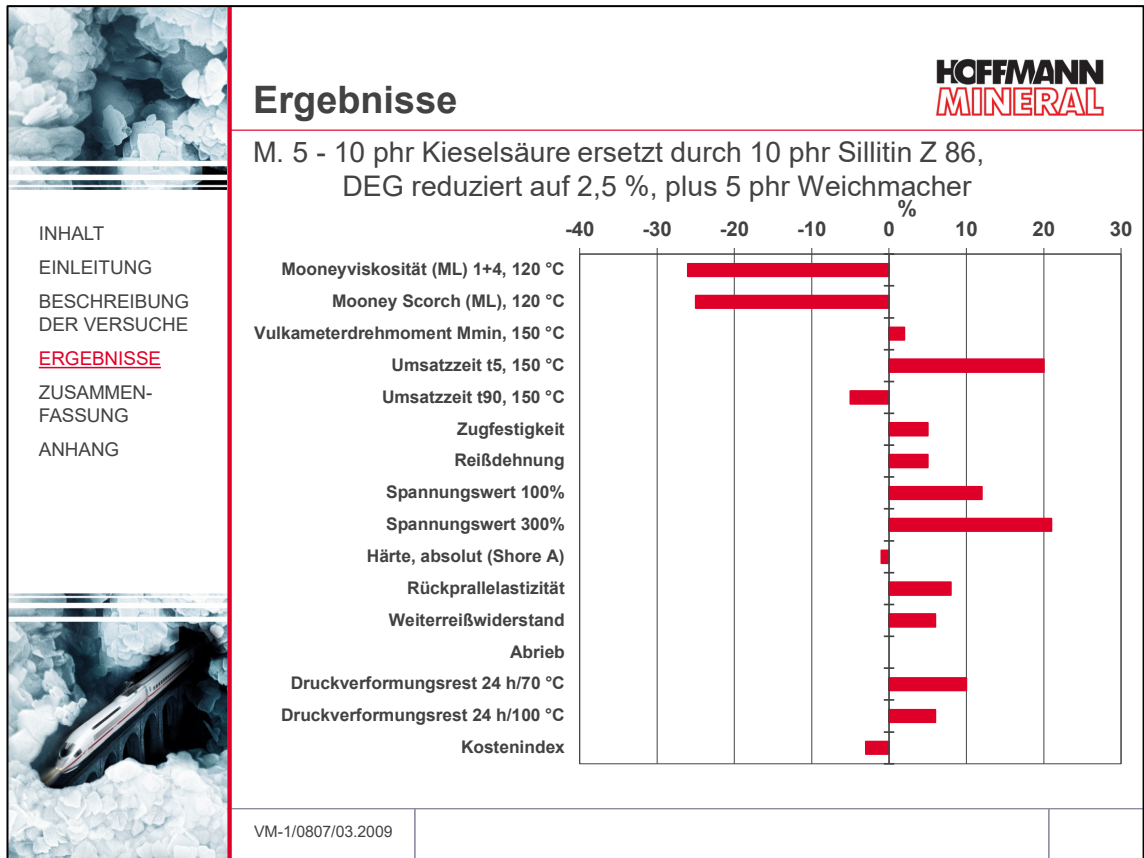 HOFFMANN
MINERAL
Ergebnisse
M. 5 - 10 phr Kieselsäure ersetzt durch 10 phr Sillitin Z 86,
DEG reduziert auf 2,5 %, plus 5 phr Weichmacher
INHALT
EINLEITUNG
BESCHREIBUNG
DER VERSUCHE
ERGEBNISSE
ZUSAMMEN-
FASSUNG
ANHANG
%
-40 -30 -20 -10 0 10 20 30
Mooneyviskosität (ML) 1+4, 120 °C
Mooney Scorch (ML), 120 °C
Vulkameterdrehmoment Mmin, 150 °C
Umsatzzeit t5, 150 °C
Umsatzzeit t90, 150 °C
Zugfestigkeit
Reißdehnung
Spannungswert 100%
Spannungswert 300%
Härte, absolut (Shore A)
Rückprallelastizität
Weiterreißwiderstand
Abrieb
Druckverformungsrest 24 h/70 °C
Druckverformungsrest 24 h/100 °C
Kostenindex
VM-1/0807/03.2009